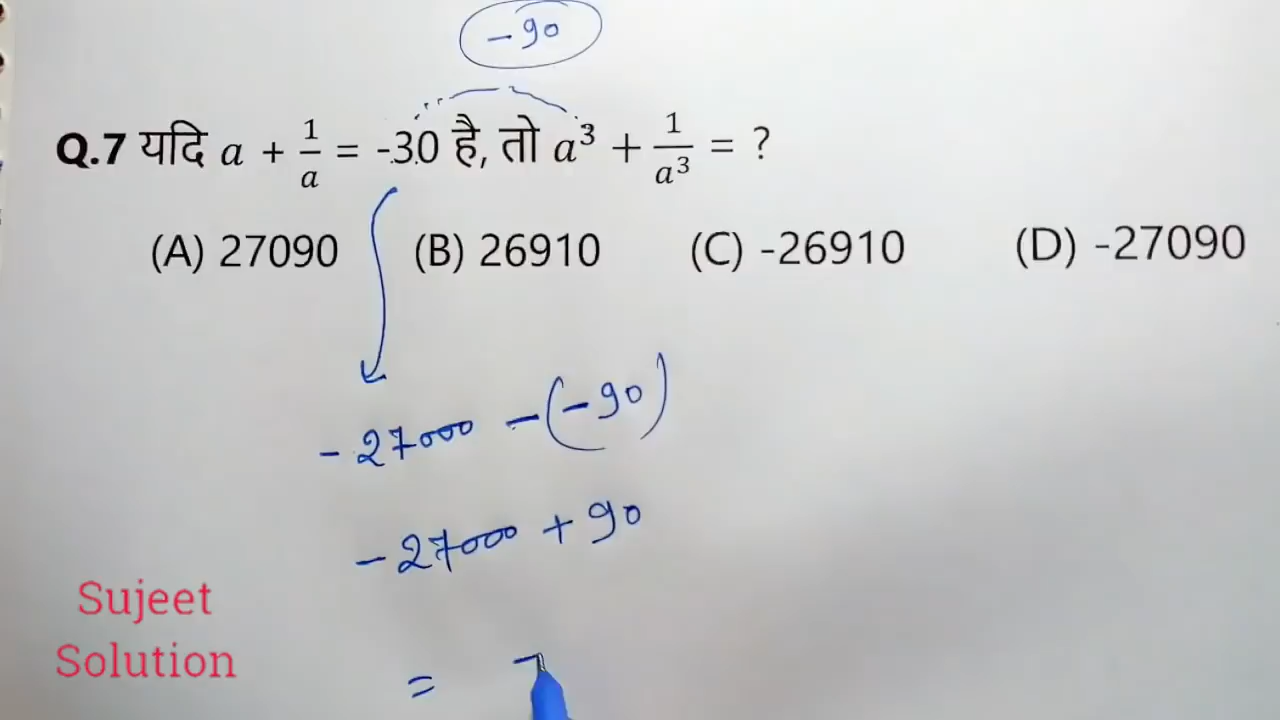 -90
Q.7 यदि a + 1/a = -30 है, तो a³ + 1/a³ = ?
(A) 27090 (B) 26910 (C) -26910 (D) -27090
-27000 -(-90)
-27000 + 90
Sujeet
Solution
=